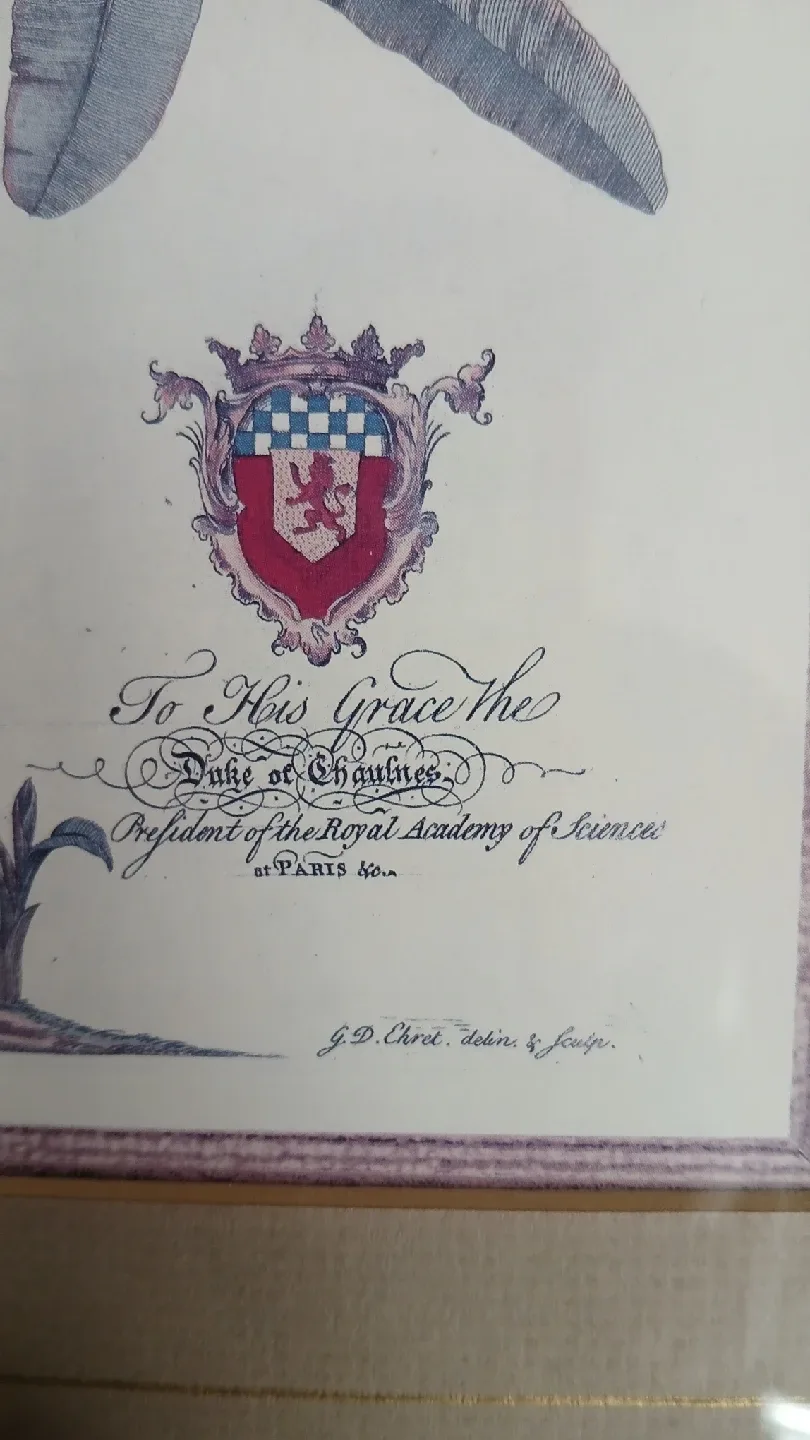 To His Grace The
Duke of Chaulnes.
Preſident of the Royal Academy of Sciences
at PARIS &c.
G.D. Ehret. delin. & ſculp.